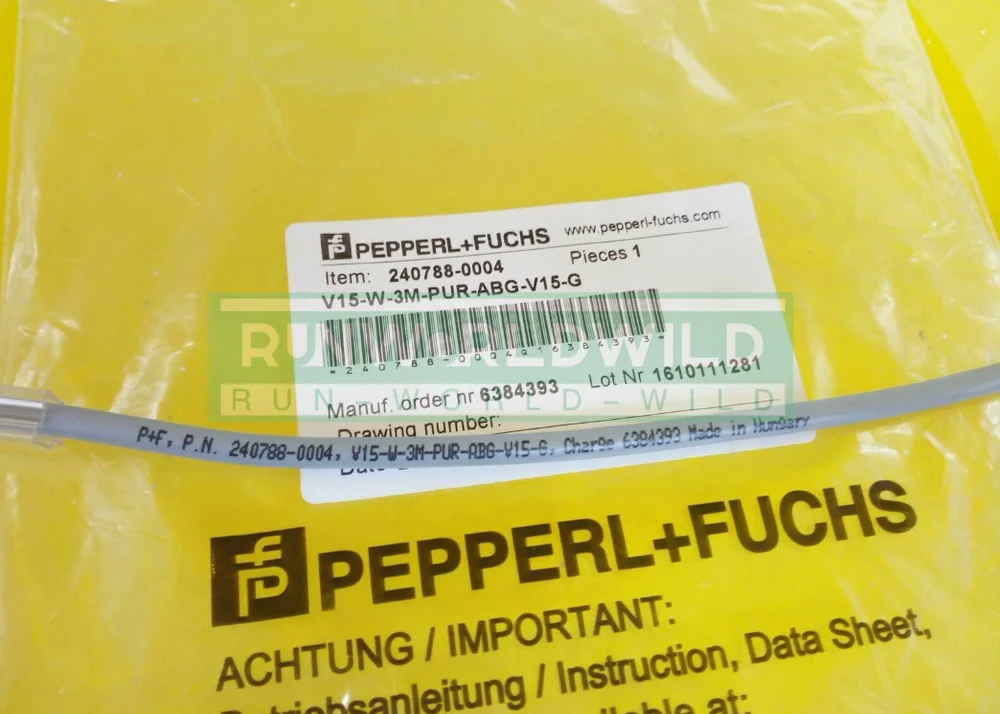 PEPPERL+FUCHS www.pepperl-fuchs.com
Item: 240788-0004 Pieces 1
V15-W-3M-PUR-ABG-V15-G
RUNWORLDWILD
RUN-WORLD-WILD
Manuf. order nr. 6384393 Lot Nr 1610111281
Drawing number:
P+F, P.N. 240788-0004, V15-W-3M-PUR-ABG-V15-G, Charge 6384393 Made in Hungary
PEPPERL+FUCHS
ACHTUNG / IMPORTANT:
Betriebsanleitung / Instruction, Data Sheet,
at: